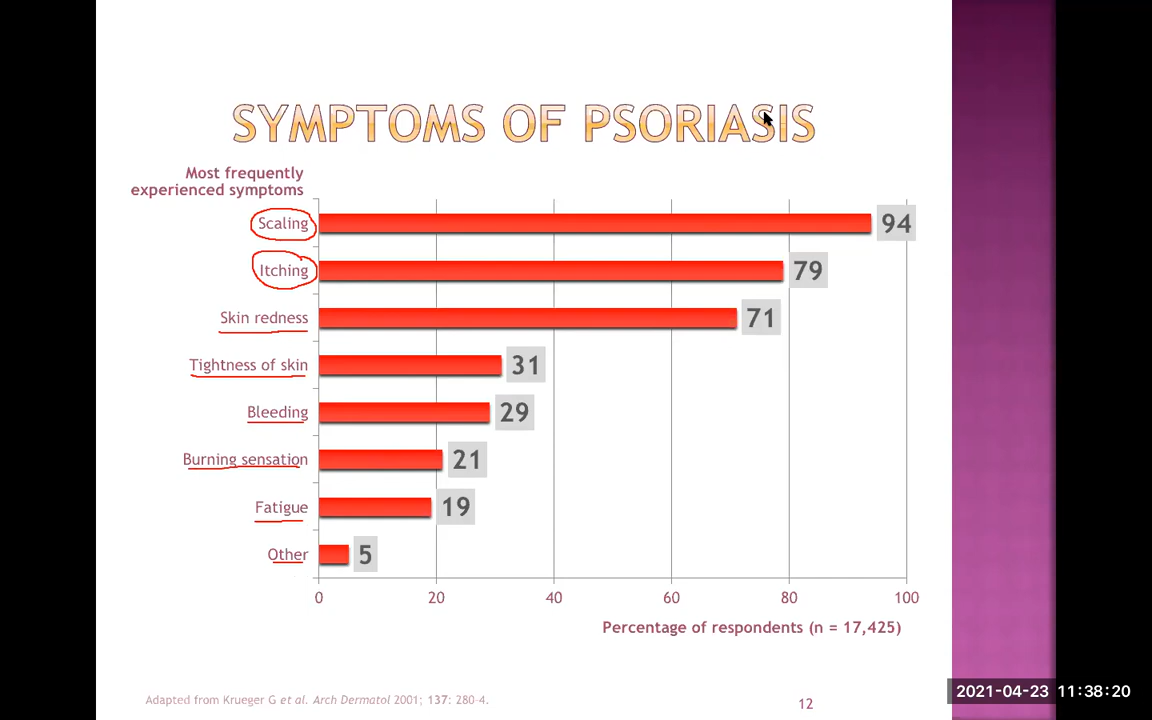 SYMPTOMS OF PSORIASIS
Most frequently
experienced symptoms
Scaling 94
Itching 79
Skin redness 71
Tightness of skin 31
Bleeding 29
Burning sensation 21
Fatigue 19
Other 5
0 20 40 60 80 100
Percentage of respondents (n = 17,425)
Adapted from Krueger G et al. Arch Dermatol 2001; 137: 280-4.
12
2021-04-23 11:38:20